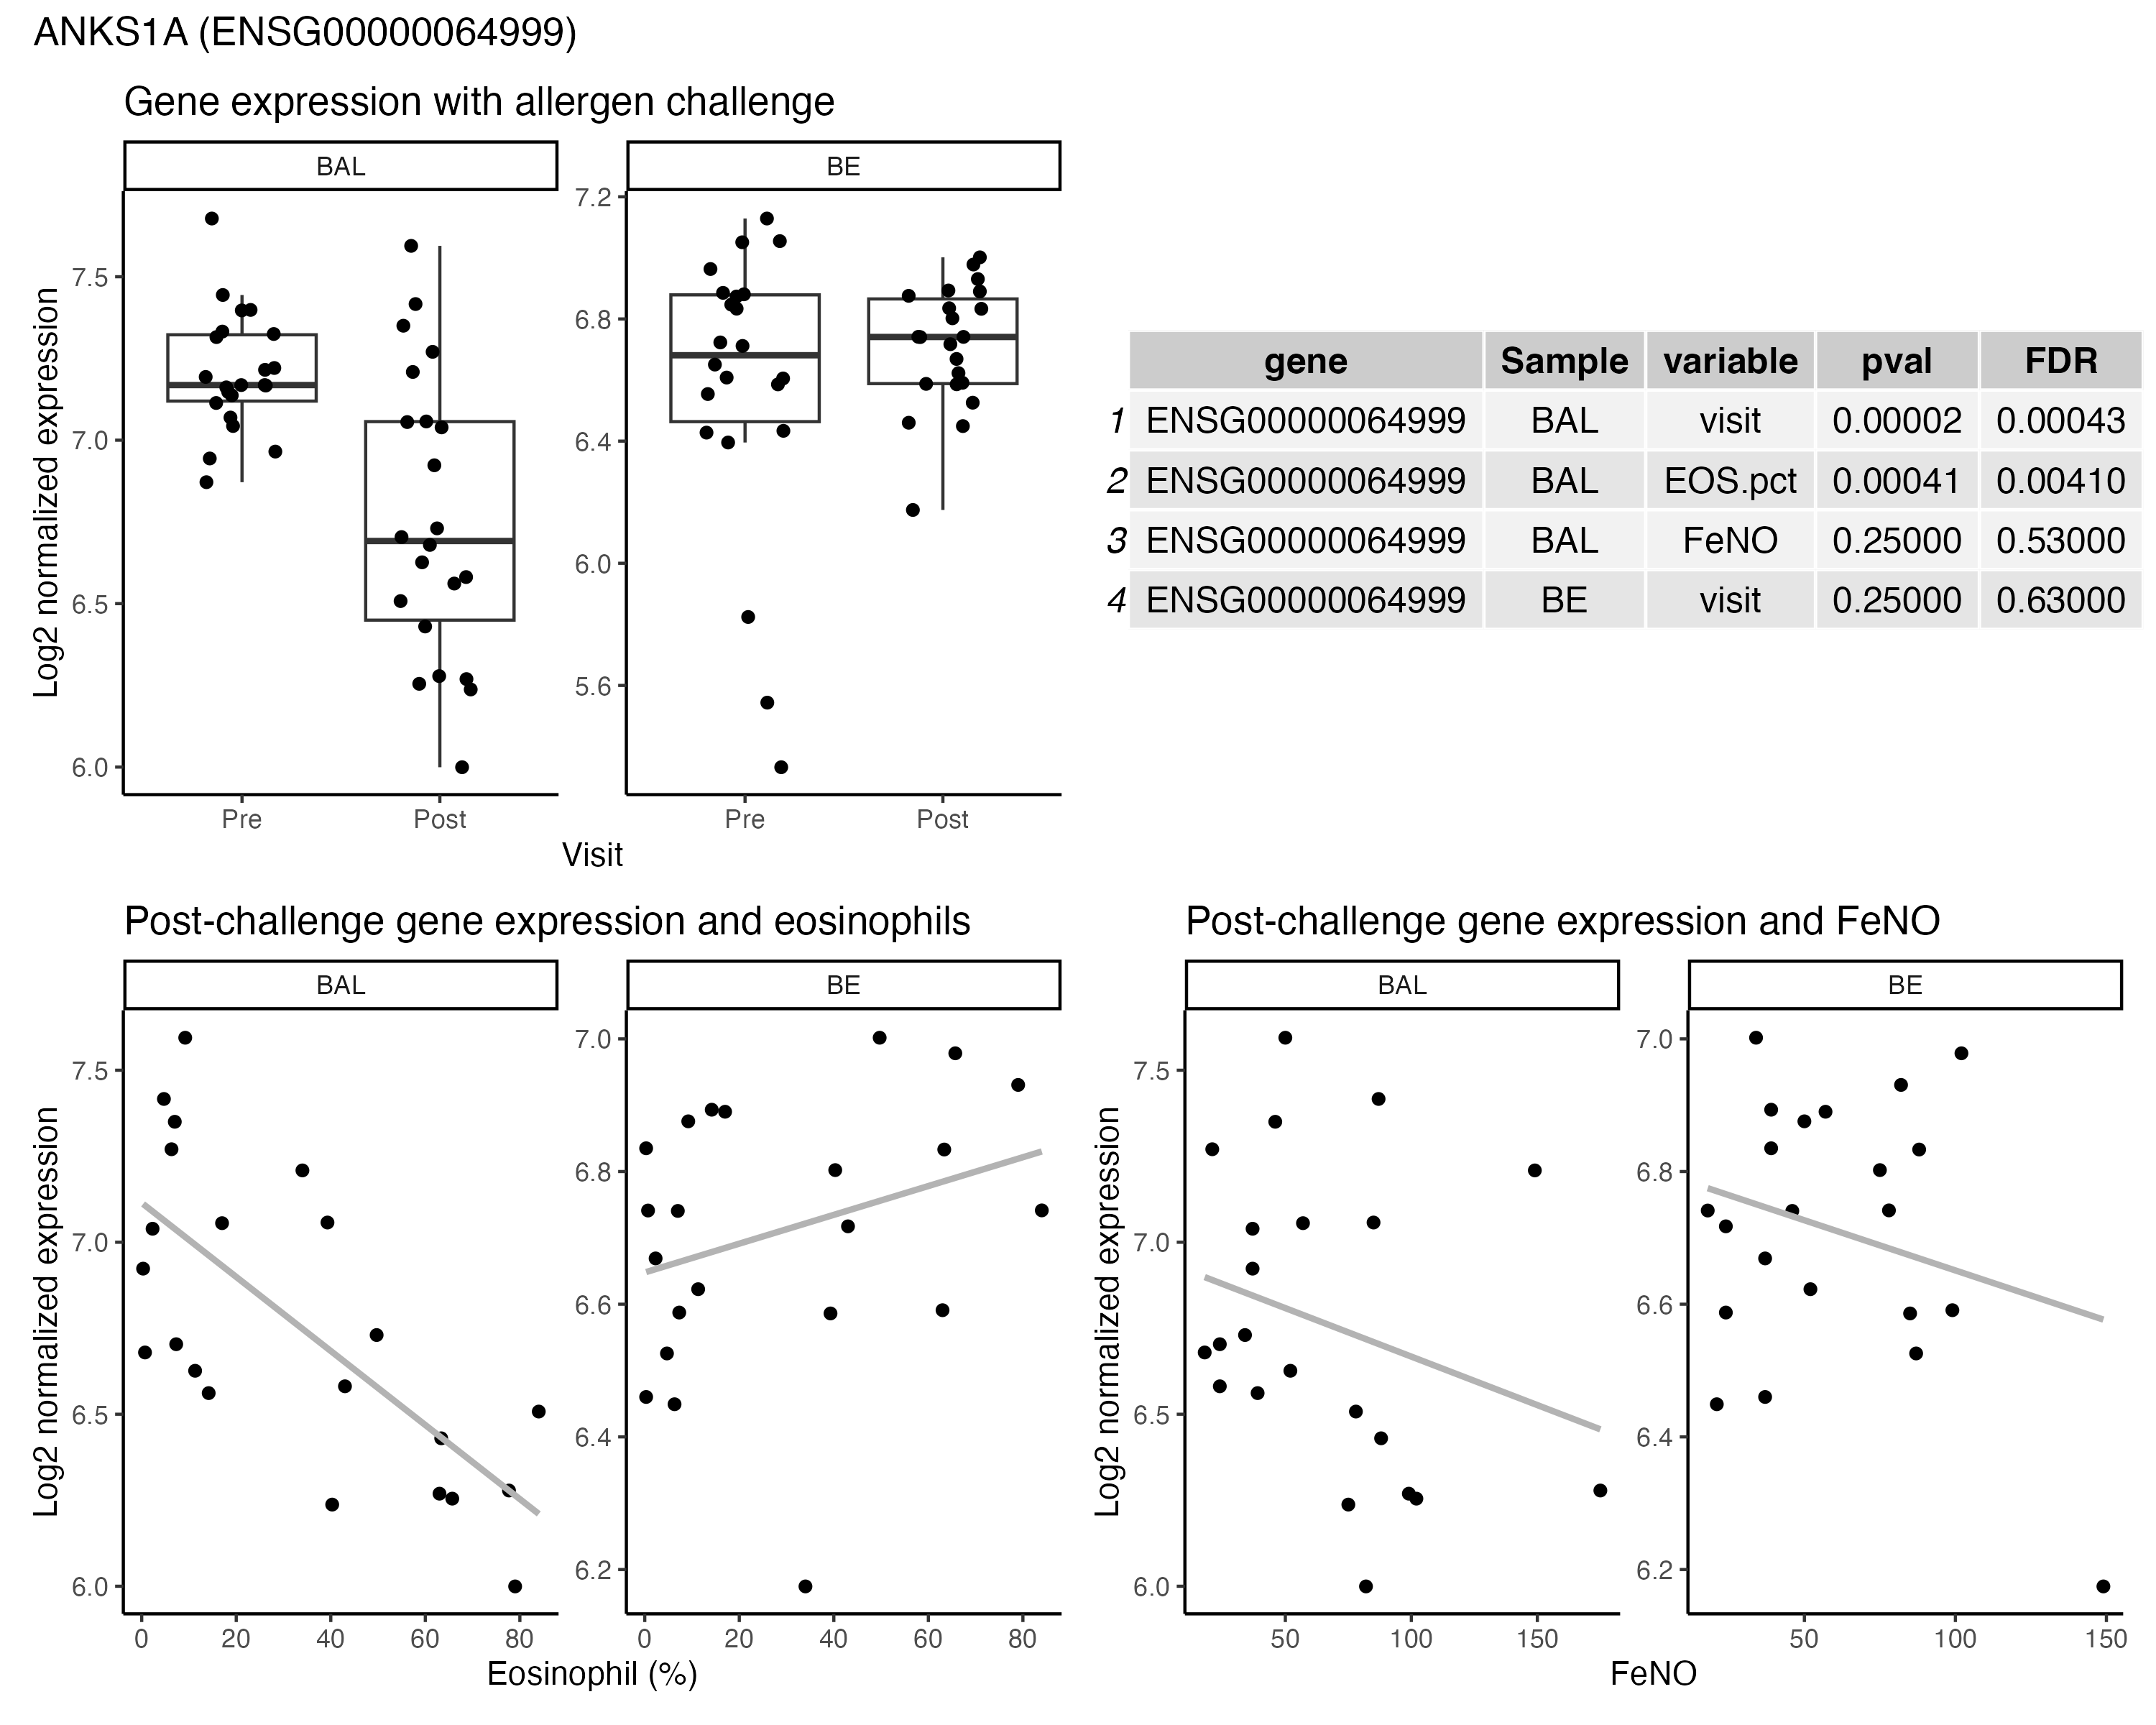 ANKS1A (ENSG00000064999)
Gene expression with allergen challenge
BAL
BE
Log2 normalized expression
7.5
7.0
6.5
6.0
7.2
6.8
6.4
6.0
5.6
Pre
Post
Pre
Post
Visit
gene Sample variable pval FDR
1 ENSG00000064999 BAL visit 0.00002 0.00043
2 ENSG00000064999 BAL EOS.pct 0.00041 0.00410
3 ENSG00000064999 BAL FeNO 0.25000 0.53000
4 ENSG00000064999 BE visit 0.25000 0.63000
Post-challenge gene expression and eosinophils
BAL
BE
Log2 normalized expression
7.5
7.0
6.5
6.0
7.0
6.8
6.6
6.4
6.2
0 20 40 60 80
0 20 40 60 80
Eosinophil (%)
Post-challenge gene expression and FeNO
BAL
BE
Log2 normalized expression
7.5
7.0
6.5
6.0
7.0
6.8
6.6
6.4
6.2
50 100 150
50 100 150
FeNO